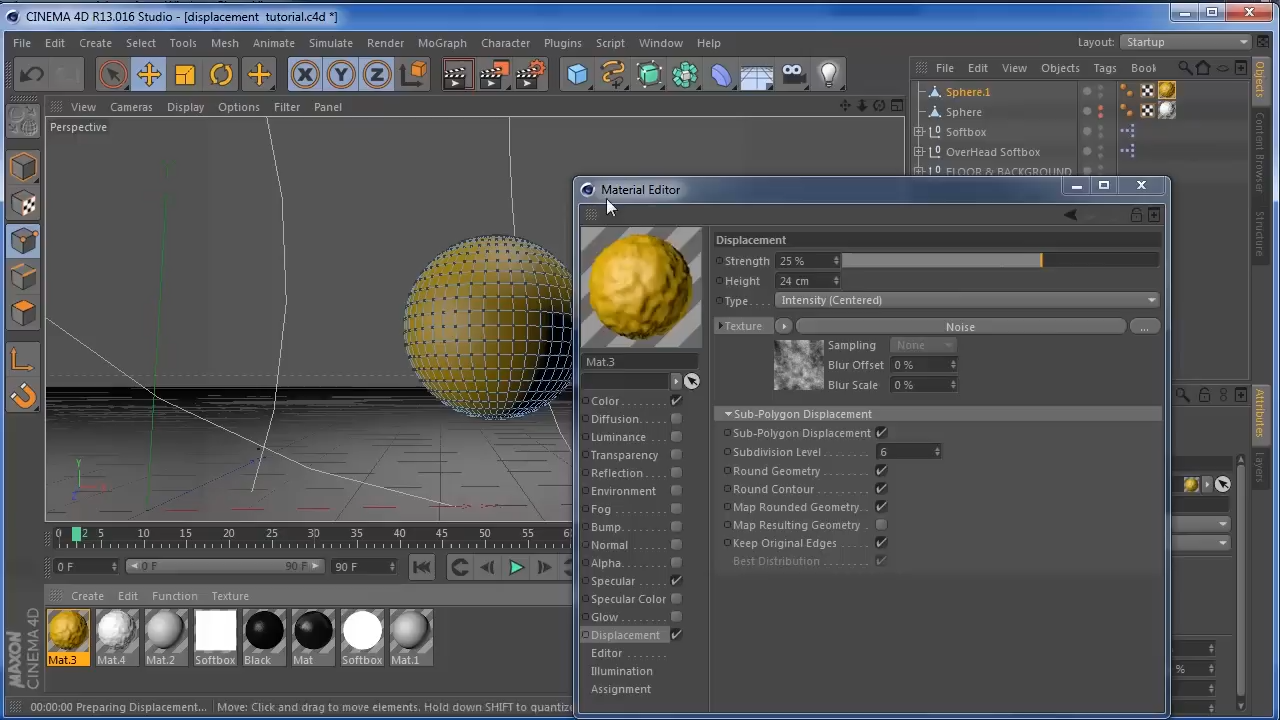 CINEMA 4D R13.016 Studio - [displacement tutorial.c4d *]
File Edit Create Select Tools Mesh Animate Simulate Render MoGraph Character Plugins Script Window Help
Layout: Startup
File Edit View Objects Tags Book
View Cameras Display Options Filter Panel
Perspective
Sphere.1
Sphere
Softbox
OverHead Softbox
FLOOR & BACKGROUND
Objects
Content Browser
Structure
Attributes
Layers
Material Editor
Displacement
Strength 25 %
Height 24 cm
Type.... Intensity (Centered)
Texture Noise ...
Sampling None
Blur Offset 0 %
Blur Scale 0 %
Mat.3
Color
Diffusion
Luminance
Transparency
Reflection
Environment
Fog
Bump
Normal
Alpha
Specular
Specular Color
Glow
Displacement
Editor
Illumination
Assignment
Sub-Polygon Displacement
Sub-Polygon Displacement
Subdivision Level 6
Round Geometry
Round Contour
Map Rounded Geometry
Map Resulting Geometry
Keep Original Edges
Best Distribution
Y
0 2 5 10 15 20 25 30 35 40 45 50 55
0 F 0 F 90 F 90 F
Create Edit Function Texture
Mat.3 Mat.4 Mat.2 Softbox Black Mat Softbox Mat.1
MAXON CINEMA 4D
%
00:00:00 Preparing Displacement... Move: Click and drag to move elements. Hold down SHIFT to quantize